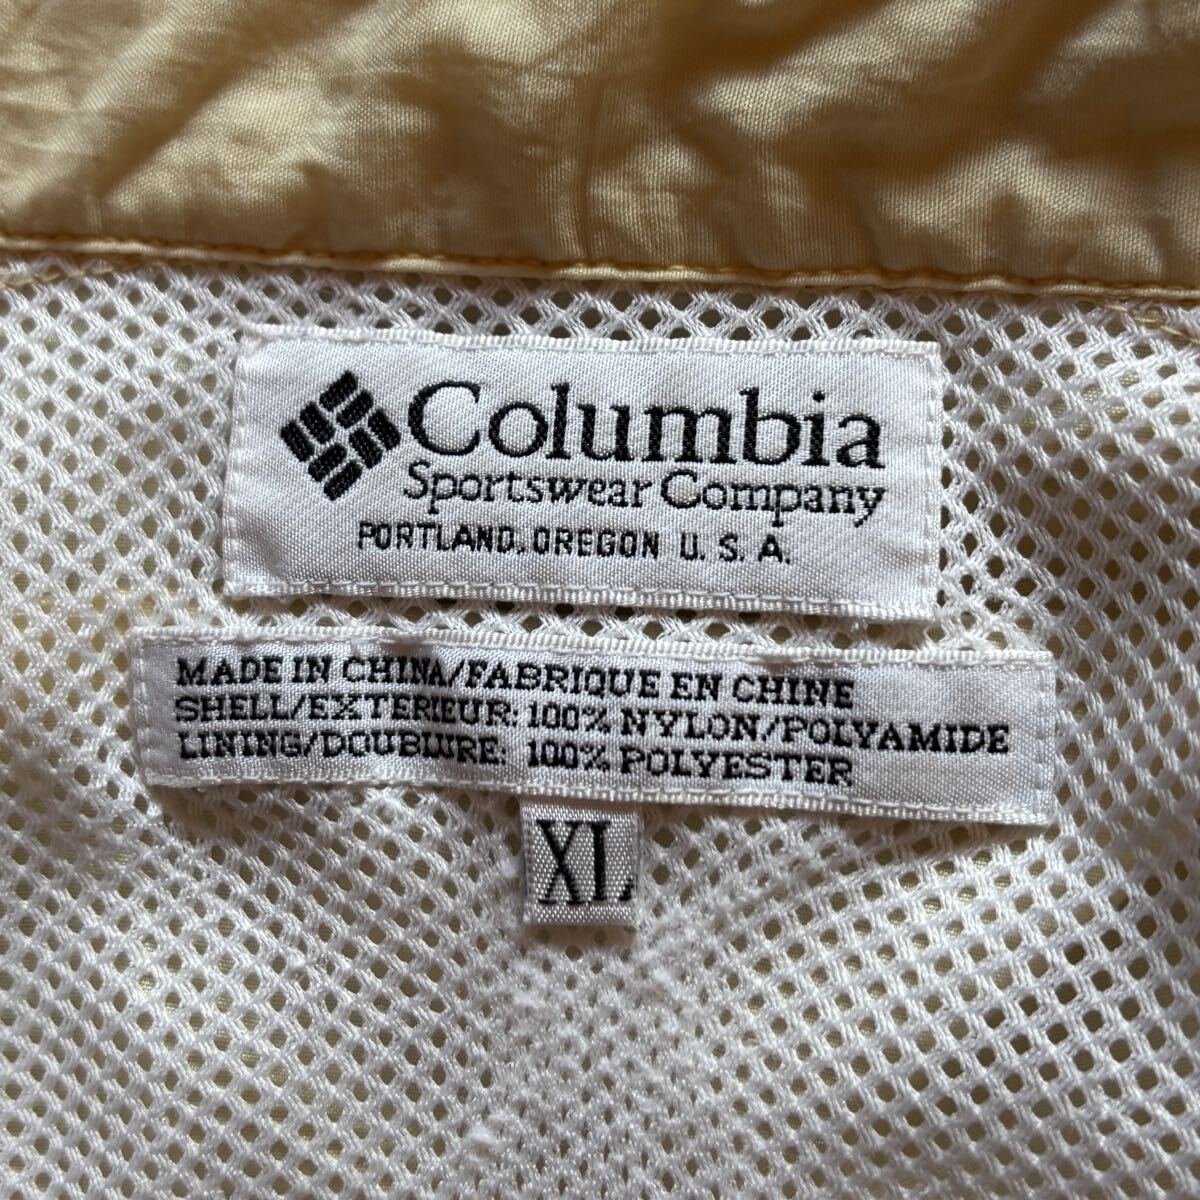 Columbia
Sportswear Company
PORTLAND, OREGON U.S.A.
MADE IN CHINA/FABRIQUE EN CHINE
SHELL/EXTERIEUR: 100% NYLON/POLYAMIDE
LINING/DOUBLURE: 100% POLYESTER
XL